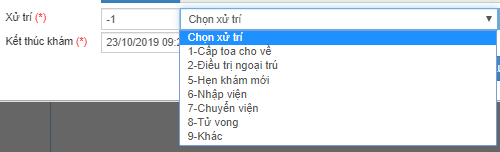 Xử trí (*) -1 Chọn xử trí
Chọn xử trí
Kết thúc khám (*) 23/10/2019 09:2
1-Cấp toa cho về
2-Điều trị ngoại trú
5-Hẹn khám mới
6-Nhập viện
7-Chuyển viện
8-Tử vong
9-Khác